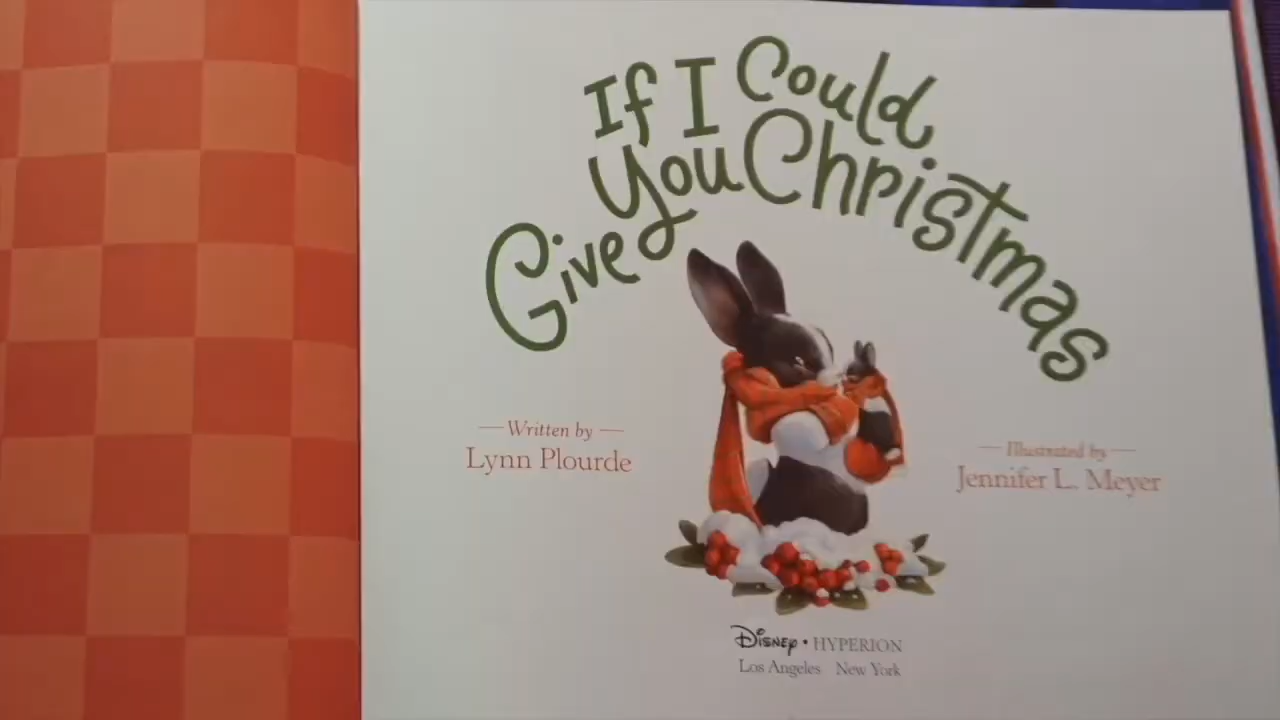 If I Could
Give You Christmas
Written by
Lynn Plourde
Illustrated by
Jennifer L. Meyer
Disney • HYPERION
Los Angeles New York